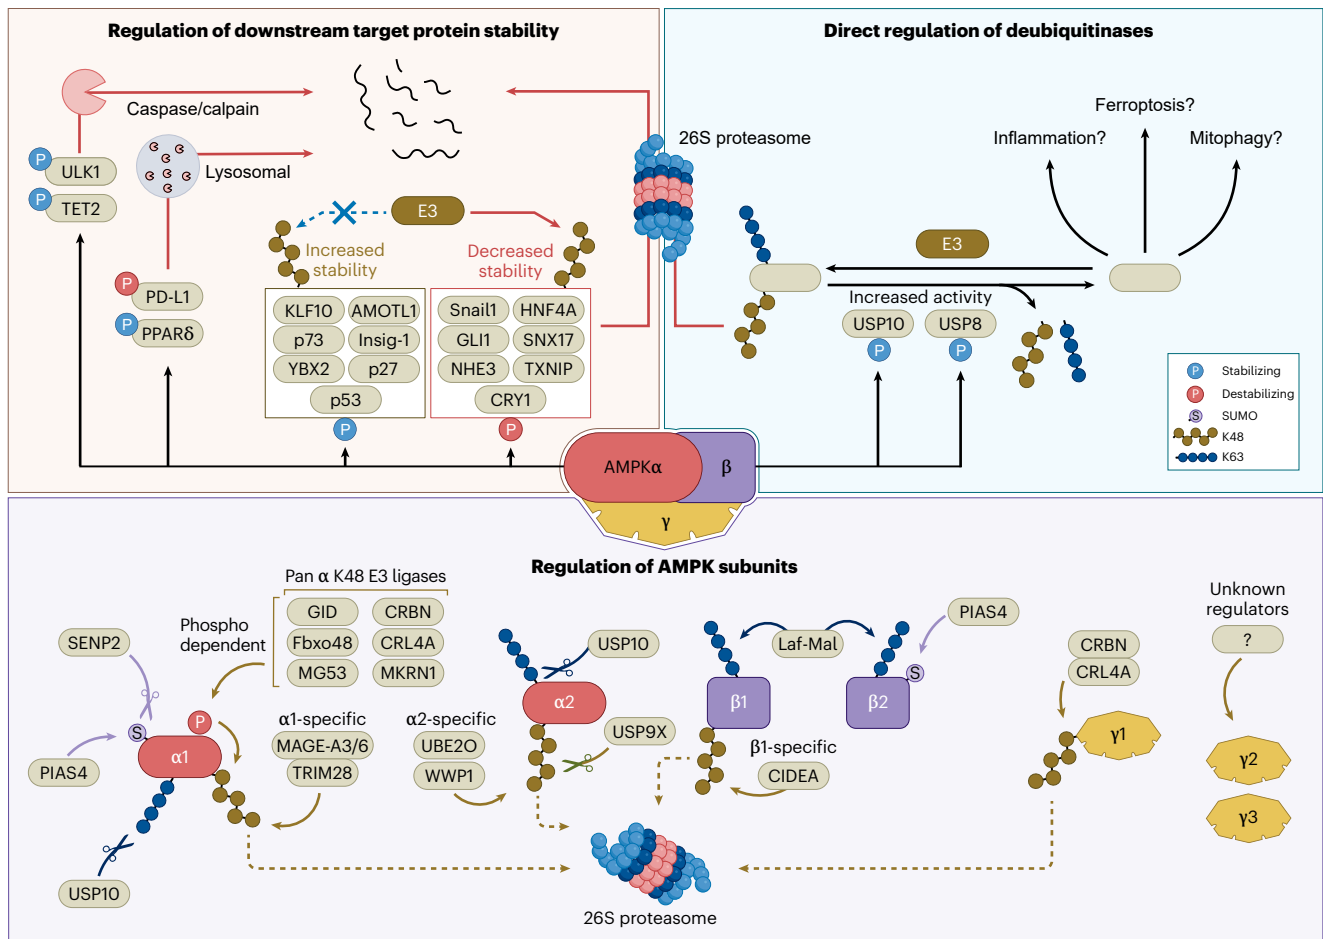 Regulation of downstream target protein stability
Caspase/calpain
P
ULK1
P
TET2
Lysosomal
P
PD-L1
P
PPARδ
E3
Increased
stability
Decreased
stability
KLF10
AMOTL1
p73
Insig-1
YBX2
p27
p53
P
Snail1
HNF4A
GLI1
SNX17
NHE3
TXNIP
CRY1
P
26S proteasome
Direct regulation of deubiquitinases
Ferroptosis?
Inflammation?
Mitophagy?
E3
Increased activity
USP10
USP8
P
P
P
Stabilizing
P
Destabilizing
S
SUMO
K48
K63
AMPKα
β
γ
Regulation of AMPK subunits
Pan α K48 E3 ligases
GID
CRBN
Fbxo48
CRL4A
MG53
MKRN1
Phospho
dependent
SENP2
P
S
α1
PIAS4
USP10
α1-specific
MAGE-A3/6
TRIM28
α2-specific
UBE2O
WWP1
USP10
α2
USP9X
Laf-Mal
β1
β1-specific
CIDEA
PIAS4
S
β2
CRBN
CRL4A
γ1
Unknown
regulators
?
γ2
γ3
26S proteasome